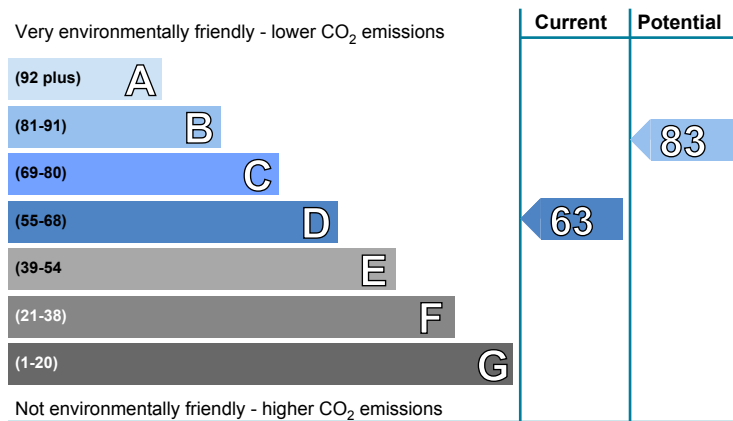 Current Potential
Very environmentally friendly - lower CO2 emissions
(92 plus) A
(81-91) B
83
(69-80) C
(55-68) D
63
(39-54 E
(21-38) F
(1-20) G
Not environmentally friendly - higher CO2 emissions